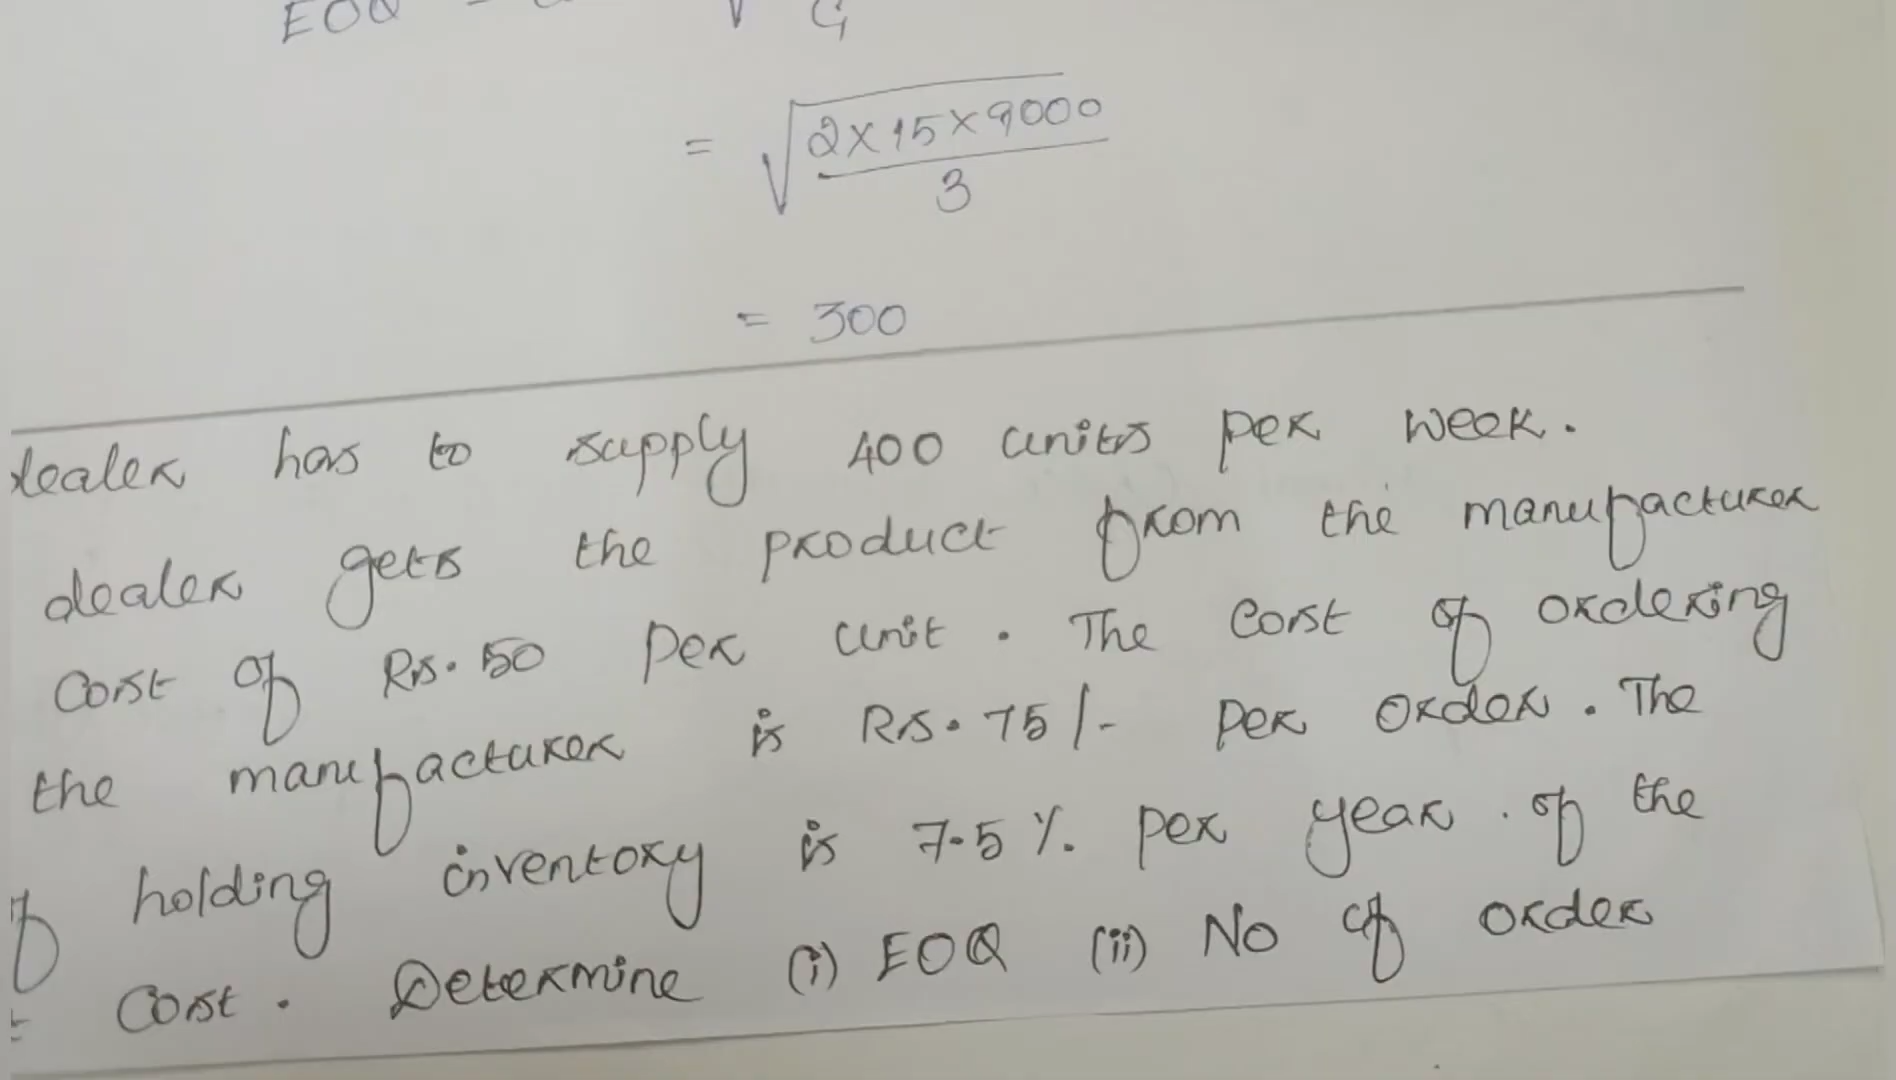 EOQ =
= √2×15×9000
3
= 300
dealer has to supply 400 units per week.
dealer gets the product from the manufacturer
cost of Rs. 50 per unit. The cost of ordering
the manufacturer is Rs. 75/- per order. The
of holding inventory is 7.5 %. per year. of the
cost. Determine (i) EOQ (ii) No of order